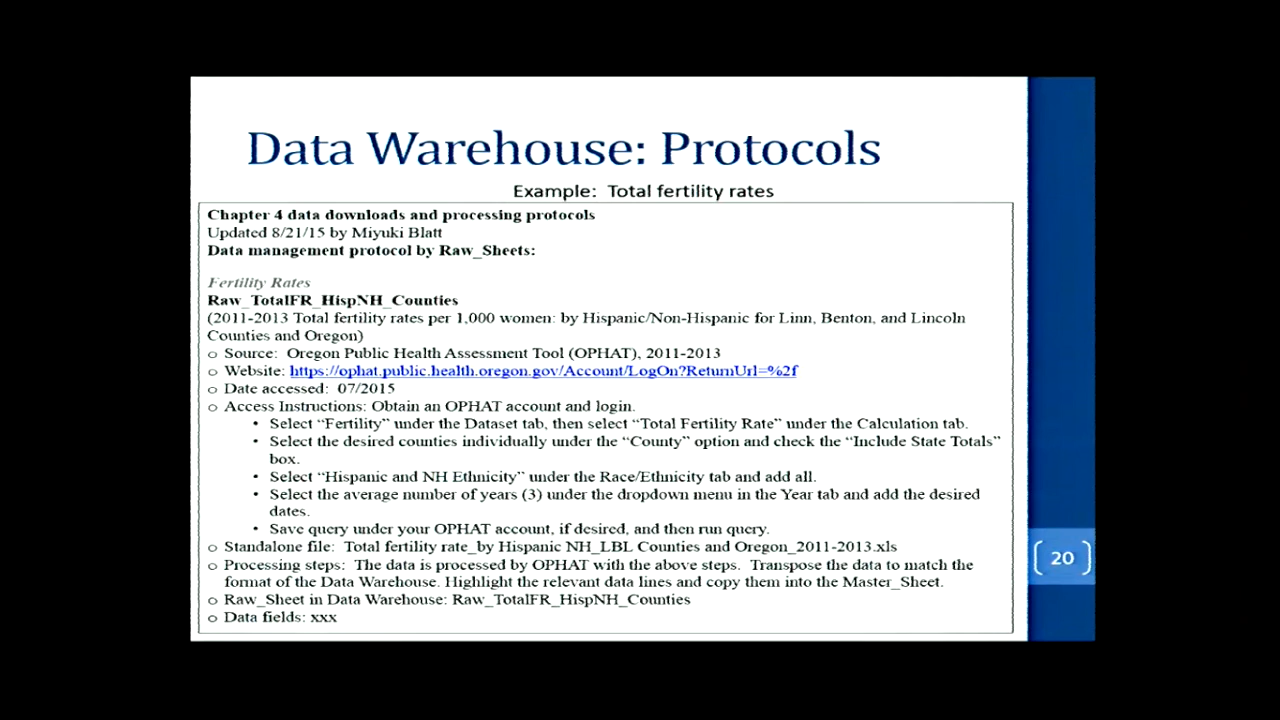 Data Warehouse: Protocols
Example:  Total fertility rates
Chapter 4 data downloads and processing protocols
Updated 8/21/15 by Miyuki Blatt
Data management protocol by Raw_Sheets:
Fertility Rates
Raw_TotalFR_HispNH_Counties
(2011-2013 Total fertility rates per 1,000 women: by Hispanic/Non-Hispanic for Linn, Benton, and Lincoln
Counties and Oregon)
o Source:  Oregon Public Health Assessment Tool (OPHAT), 2011-2013
o Website: https://ophat.public.health.oregon.gov/Account/LogOn?ReturnUrl=%2f
o Date accessed:  07/2015
o Access Instructions: Obtain an OPHAT account and login.
• Select “Fertility” under the Dataset tab, then select “Total Fertility Rate” under the Calculation tab.
• Select the desired counties individually under the “County” option and check the “Include State Totals”
box.
• Select “Hispanic and NH Ethnicity” under the Race/Ethnicity tab and add all.
• Select the average number of years (3) under the dropdown menu in the Year tab and add the desired
dates.
• Save query under your OPHAT account, if desired, and then run query.
o Standalone file:  Total fertility rate_by Hispanic NH_LBL Counties and Oregon_2011-2013.xls
o Processing steps:  The data is processed by OPHAT with the above steps.  Transpose the data to match the
format of the Data Warehouse. Highlight the relevant data lines and copy them into the Master_Sheet.
o Raw_Sheet in Data Warehouse: Raw_TotalFR_HispNH_Counties
o Data fields: xxx
20